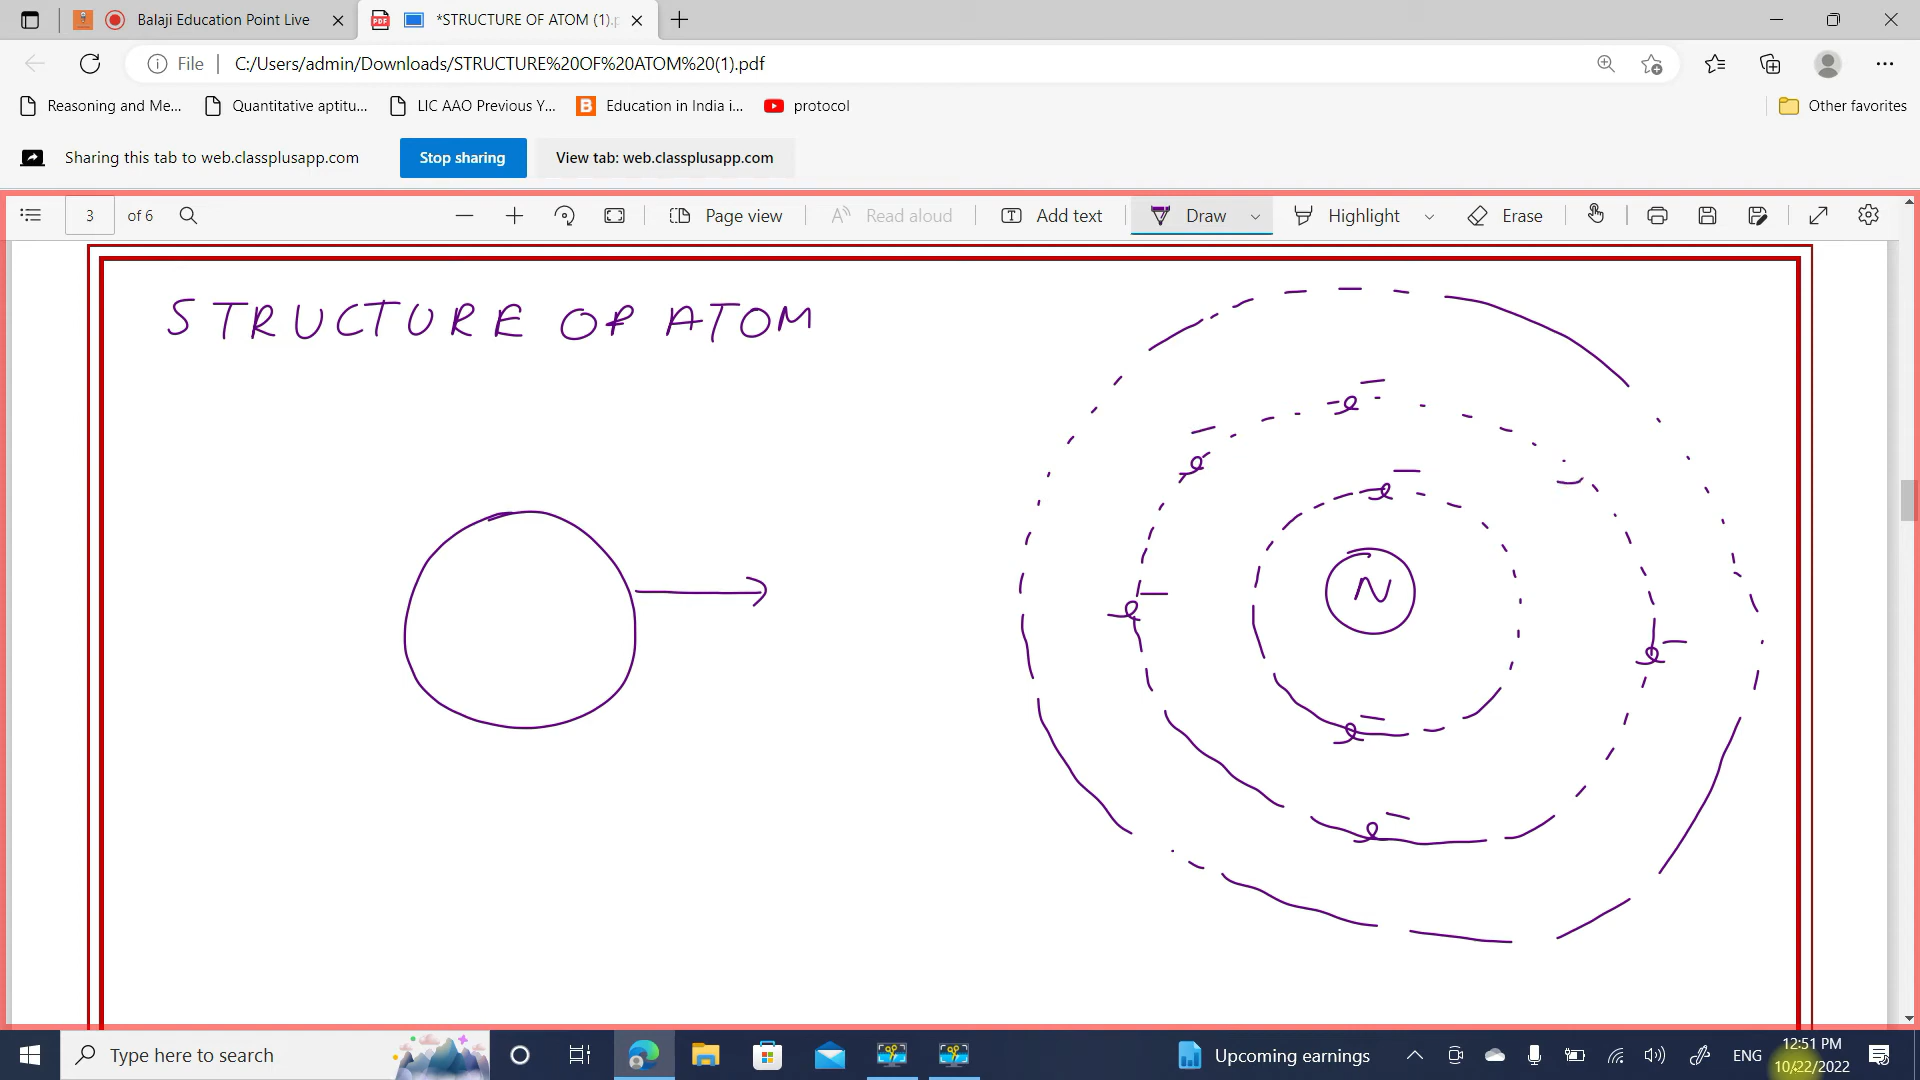 Balaji Education Point Live
*STRUCTURE OF ATOM (1).p
File
C:/Users/admin/Downloads/STRUCTURE%20OF%20ATOM%20(1).pdf
Reasoning and Me...
Quantitative aptitu...
LIC AAO Previous Y...
Education in India i...
protocol
Other favorites
Sharing this tab to web.classplusapp.com
Stop sharing
View tab: web.classplusapp.com
3 of 6
Page view
Read aloud
Add text
Draw
Highlight
Erase
STRUCTURE OF ATOM
e⁻
e⁻
e⁻
N
e⁻
e⁻
e⁻
e⁻
Type here to search
Upcoming earnings
ENG
12:51 PM
10/22/2022